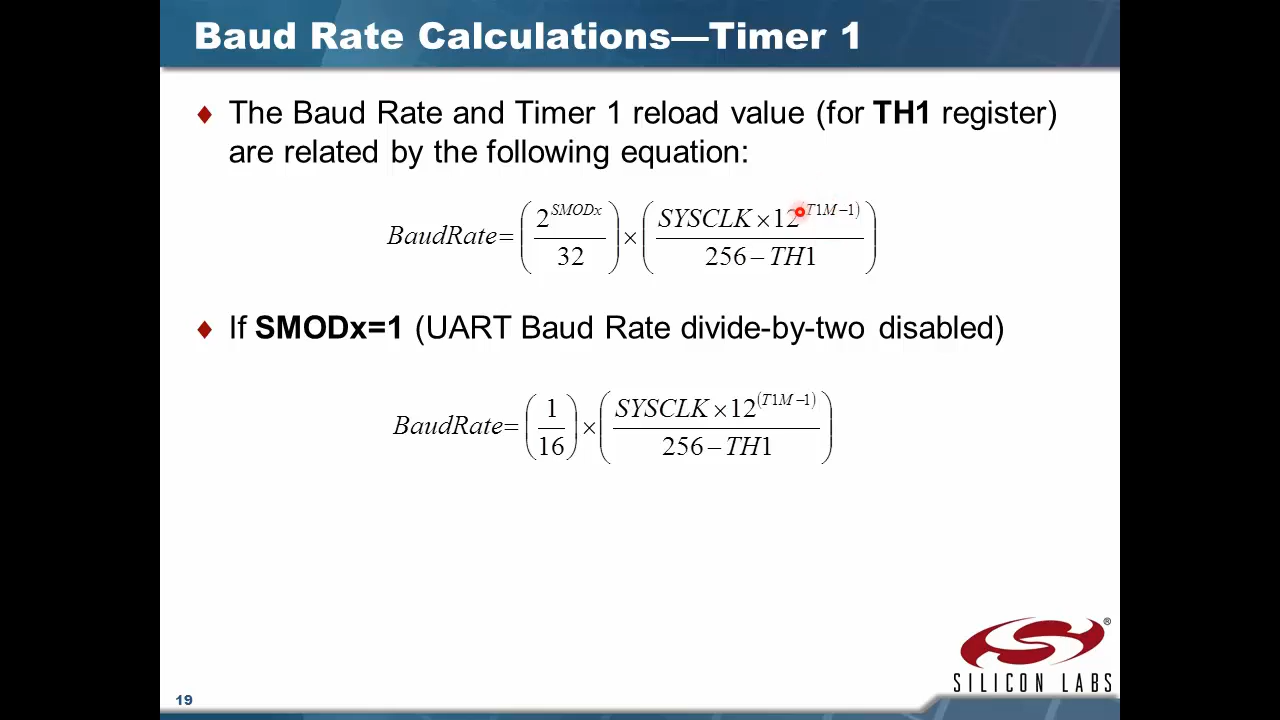 Baud Rate Calculations—Timer 1
♦ The Baud Rate and Timer 1 reload value (for TH1 register)
are related by the following equation:
BaudRate = (2^SMODx / 32) × (SYSCLK × 12^(T1M − 1) / 256 − TH1)
♦ If SMODx=1 (UART Baud Rate divide-by-two disabled)
BaudRate = (1 / 16) × (SYSCLK × 12^(T1M − 1) / 256 − TH1)
®
SILICON LABS
19